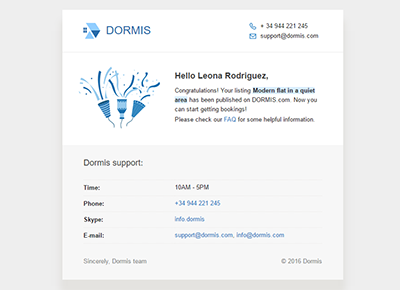 DORMIS
+ 34 944 221 245
support@dormis.com
Hello Leona Rodriguez,
Congratulations! Your listing Modern flat in a quiet
area has been published on DORMIS.com. Now you
can start getting bookings!
Please check our FAQ for some helpful information.
Dormis support:
Time: 10AM - 5PM
Phone: +34 944 221 245
Skype: info.dormis
E-mail: support@dormis.com, info@dormis.com
Sincerely, Dormis team © 2016 Dormis